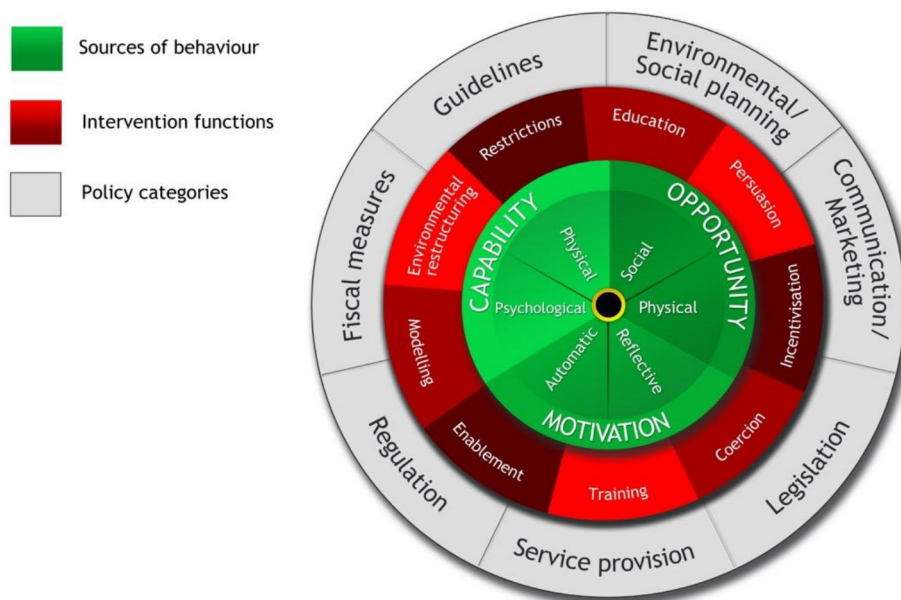 Sources of behaviour
Intervention functions
Policy categories
Guidelines
Environmental/
Social planning
Communication/
Marketing
Legislation
Service provision
Regulation
Fiscal measures
Restrictions
Education
Persuasion
Incentivisation
Coercion
Training
Enablement
Modelling
Environmental
restructuring
CAPABILITY
OPPORTUNITY
MOTIVATION
Physical
Social
Psychological
Physical
Automatic
Reflective